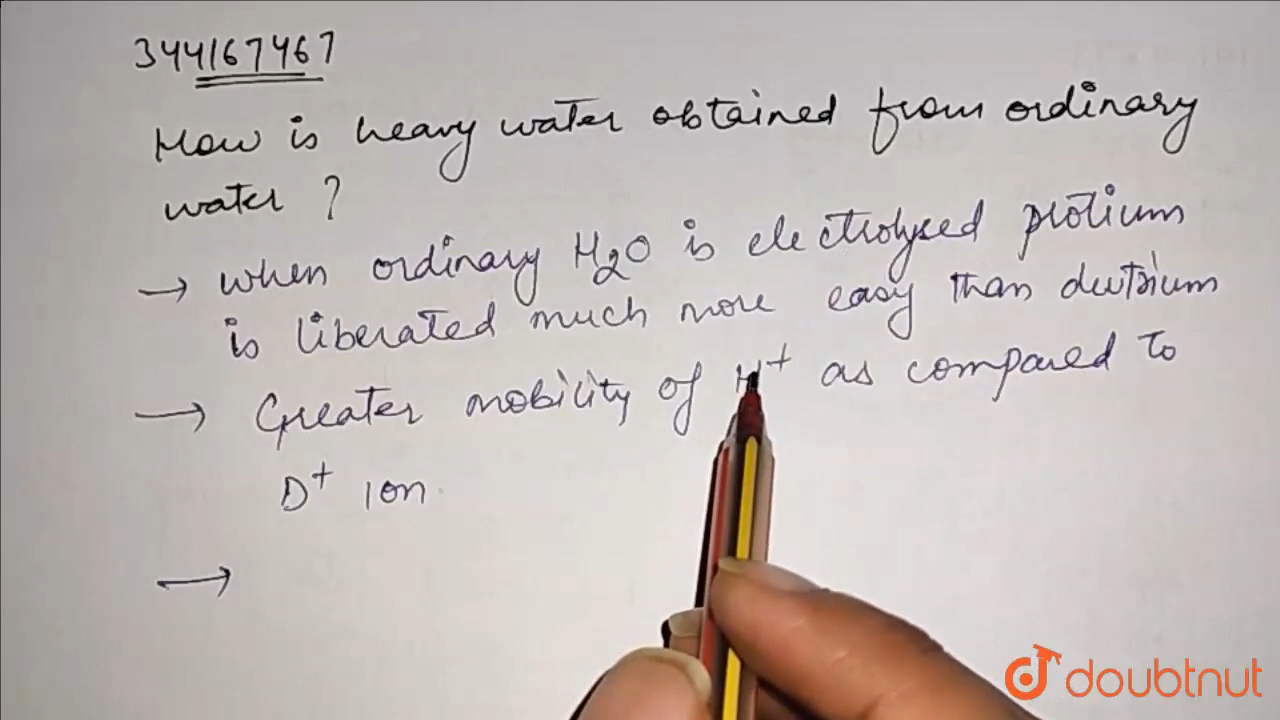 344167467
How is heavy water obtained from ordinary
water ?
→ when ordinary H2O is electrolysed protium
is liberated much more easy than deutrium
→ Greater mobility of H+ as compared to
D+ ion
→
doubtnut